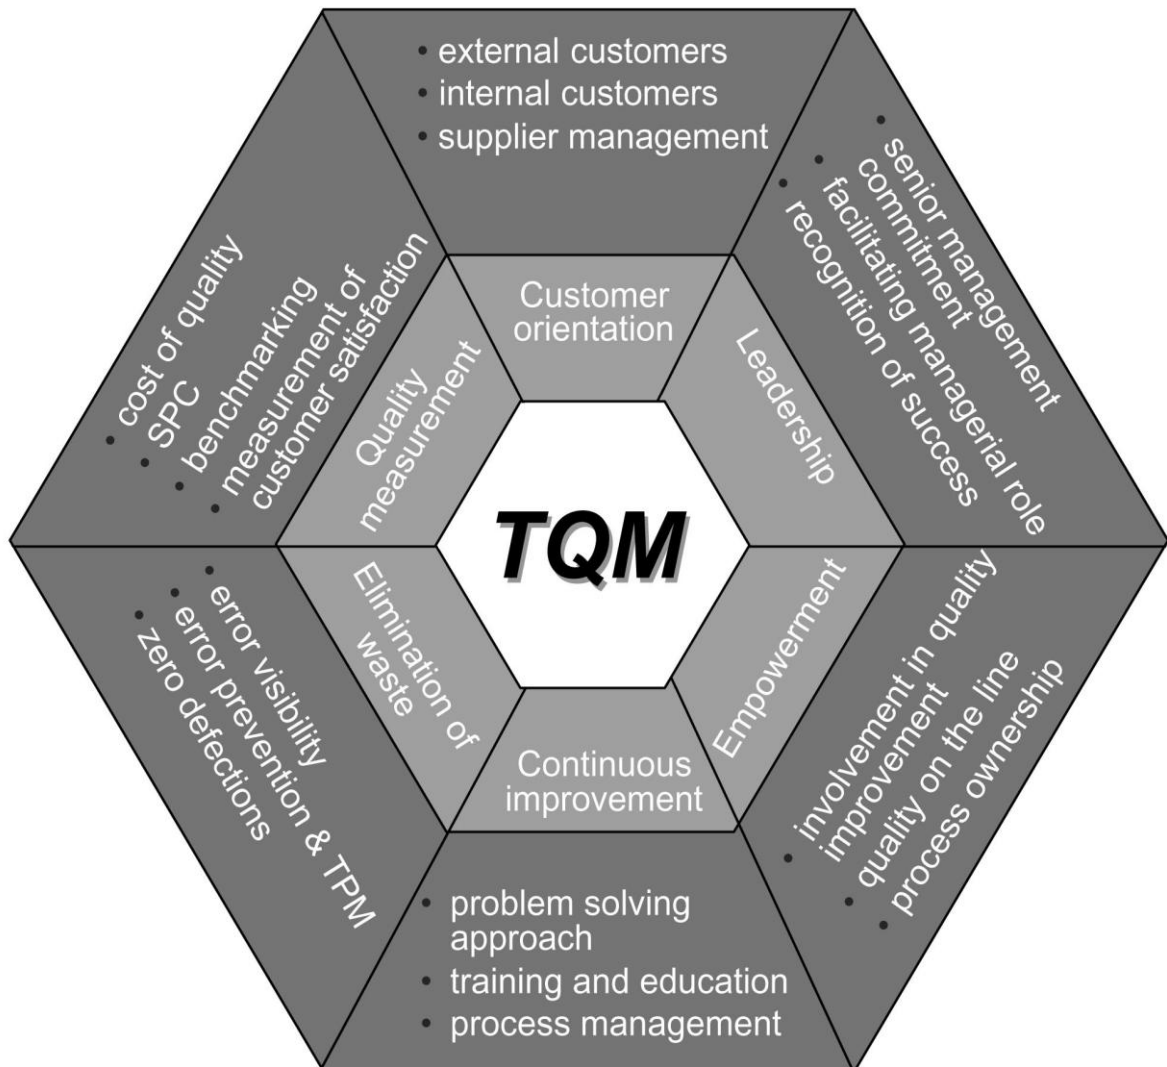 • external customers
• internal customers
• supplier management
Customer
orientation
• senior management
commitment
• facilitating managerial role
• recognition of success
Leadership
• cost of quality
• SPC
• benchmarking
• measurement of
customer satisfaction
Quality
measurement
TQM
• error visibility
• error prevention & TPM
• zero defections
Elimination of
waste
• involvement in quality
improvement
• quality on the line
• process ownership
Empowerment
Continuous
improvement
• problem solving
approach
• training and education
• process management